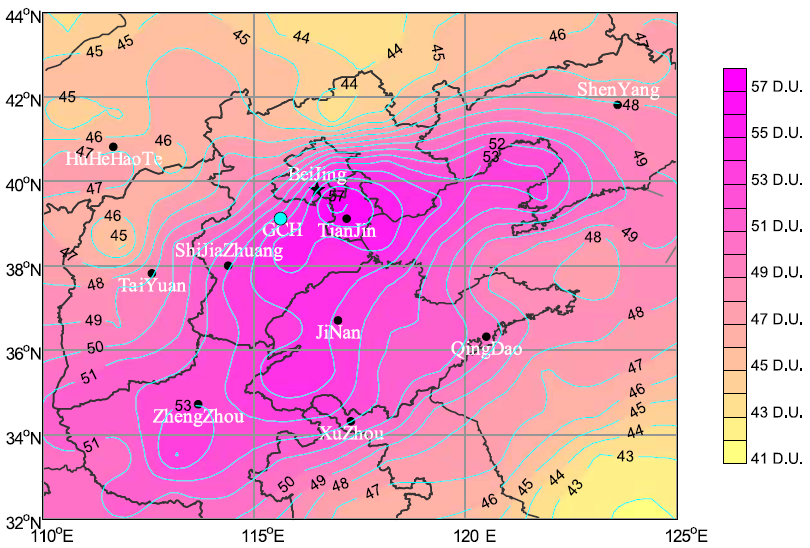 44°N
42°N
40°N
38°N
36°N
34°N
32°N
110°E
115°E
120°E
125°E
45
45
45
44
44
45
46
47
45
44
ShenYang
48
46
46
47
HuHeHaoTe
52
53
49
47
BeiJing
57
46
45
GCH
TianJin
48
49
47
ShiJiaZhuang
TaiYuan
48
49
48
JiNan
QingDao
50
51
47
46
45
44
43
53
ZhengZhou
XuZhou
51
50
49
48
47
46
45
44
43
57 D.U.
55 D.U.
53 D.U.
51 D.U.
49 D.U.
47 D.U.
45 D.U.
43 D.U.
41 D.U.